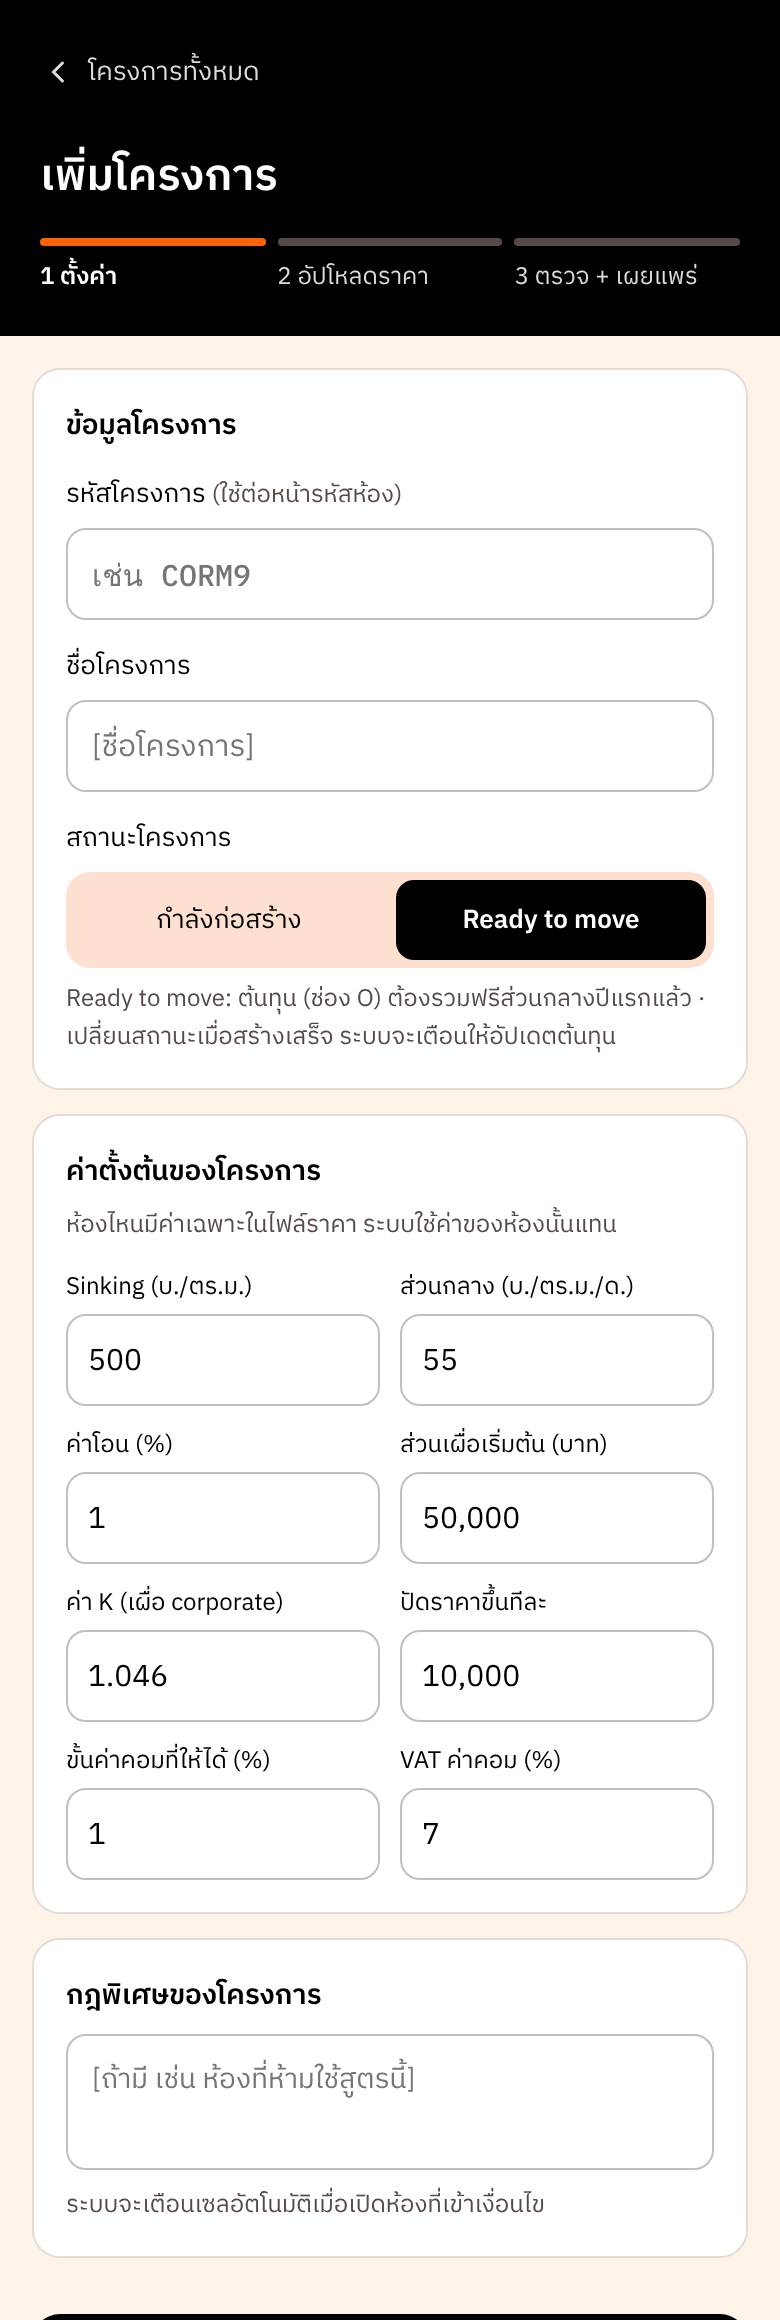 โครงการทั้งหมด
เพิ่มโครงการ
1 ตั้งค่า
2 อัปโหลดราคา
3 ตรวจ + เผยแพร่
ข้อมูลโครงการ
รหัสโครงการ (ใช้ต่อหน้ารหัสห้อง)
เช่น CORM9
ชื่อโครงการ
[ชื่อโครงการ]
สถานะโครงการ
กำลังก่อสร้าง
Ready to move
Ready to move: ต้นทุน (ช่อง O) ต้องรวมฟรีส่วนกลางปีแรกแล้ว ·
เปลี่ยนสถานะเมื่อสร้างเสร็จ ระบบจะเตือนให้อัปเดตต้นทุน
ค่าตั้งต้นของโครงการ
ห้องไหนมีค่าเฉพาะในไฟล์ราคา ระบบใช้ค่าของห้องนั้นแทน
Sinking (บ./ตร.ม.)
500
ส่วนกลาง (บ./ตร.ม./ด.)
55
ค่าโอน (%)
1
ส่วนเผื่อเริ่มต้น (บาท)
50,000
ค่า K (เผื่อ corporate)
1.046
ปัดราคาขึ้นทีละ
10,000
ขั้นค่าคอมที่ให้ได้ (%)
1
VAT ค่าคอม (%)
7
กฎพิเศษของโครงการ
[ถ้ามี เช่น ห้องที่ห้ามใช้สูตรนี้]
ระบบจะเตือนเซลอัตโนมัติเมื่อเปิดห้องที่เข้าเงื่อนไข